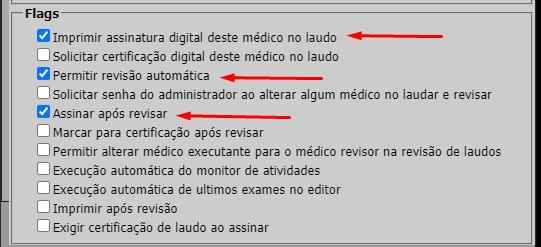 Flags
Imprimir assinatura digital deste médico no laudo
Solicitar certificação digital deste médico no laudo
Permitir revisão automática
Solicitar senha do administrador ao alterar algum médico no laudar e revisar
Assinar após revisar
Marcar para certificação após revisar
Permitir alterar médico executante para o médico revisor na revisão de laudos
Execução automática do monitor de atividades
Execução automática de ultimos exames no editor
Imprimir após revisão
Exigir certificação de laudo ao assinar